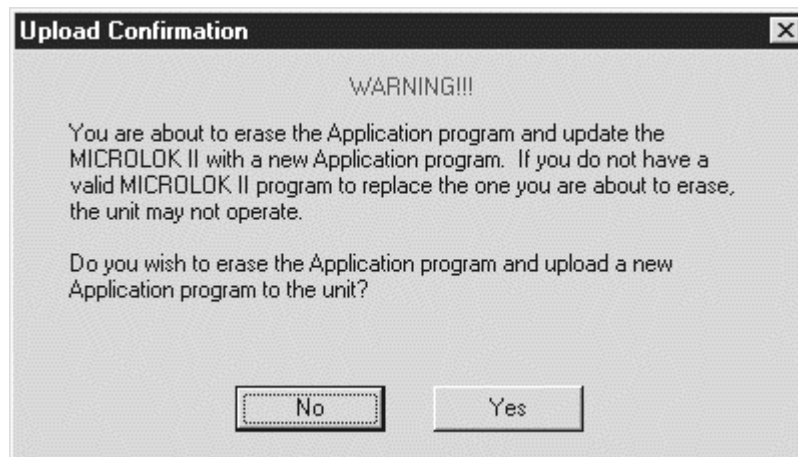 Upload Confirmation
WARNING!!!
You are about to erase the Application program and update the
MICROLOK II with a new Application program. If you do not have a
valid MICROLOK II program to replace the one you are about to erase,
the unit may not operate.
Do you wish to erase the Application program and upload a new
Application program to the unit?
No Yes